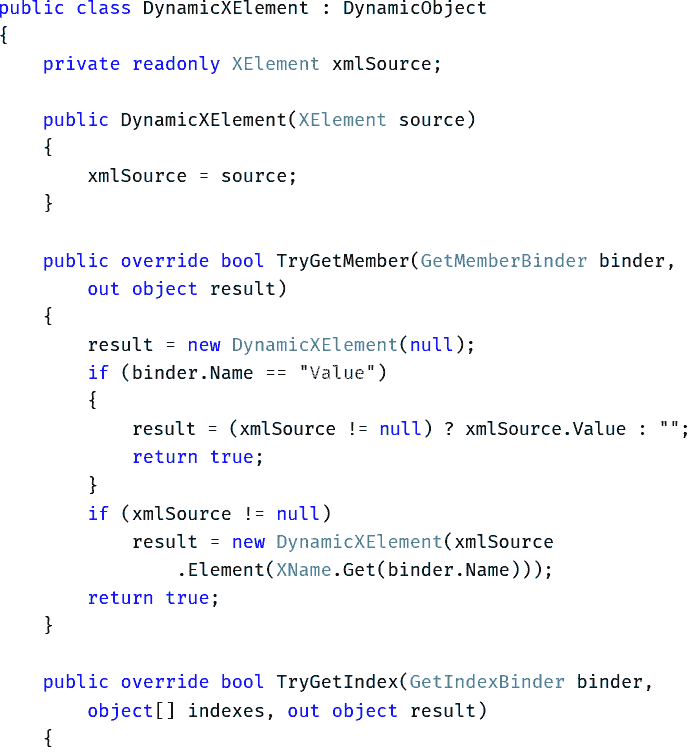 public class DynamicXElement : DynamicObject
{
    private readonly XElement xmlSource;

    public DynamicXElement(XElement source)
    {
        xmlSource = source;
    }

    public override bool TryGetMember(GetMemberBinder binder,
        out object result)
    {
        result = new DynamicXElement(null);
        if (binder.Name == "Value")
        {
            result = (xmlSource != null) ? xmlSource.Value : "";
            return true;
        }
        if (xmlSource != null)
            result = new DynamicXElement(xmlSource
                .Element(XName.Get(binder.Name)));
        return true;
    }

    public override bool TryGetIndex(GetIndexBinder binder,
        object[] indexes, out object result)
    {